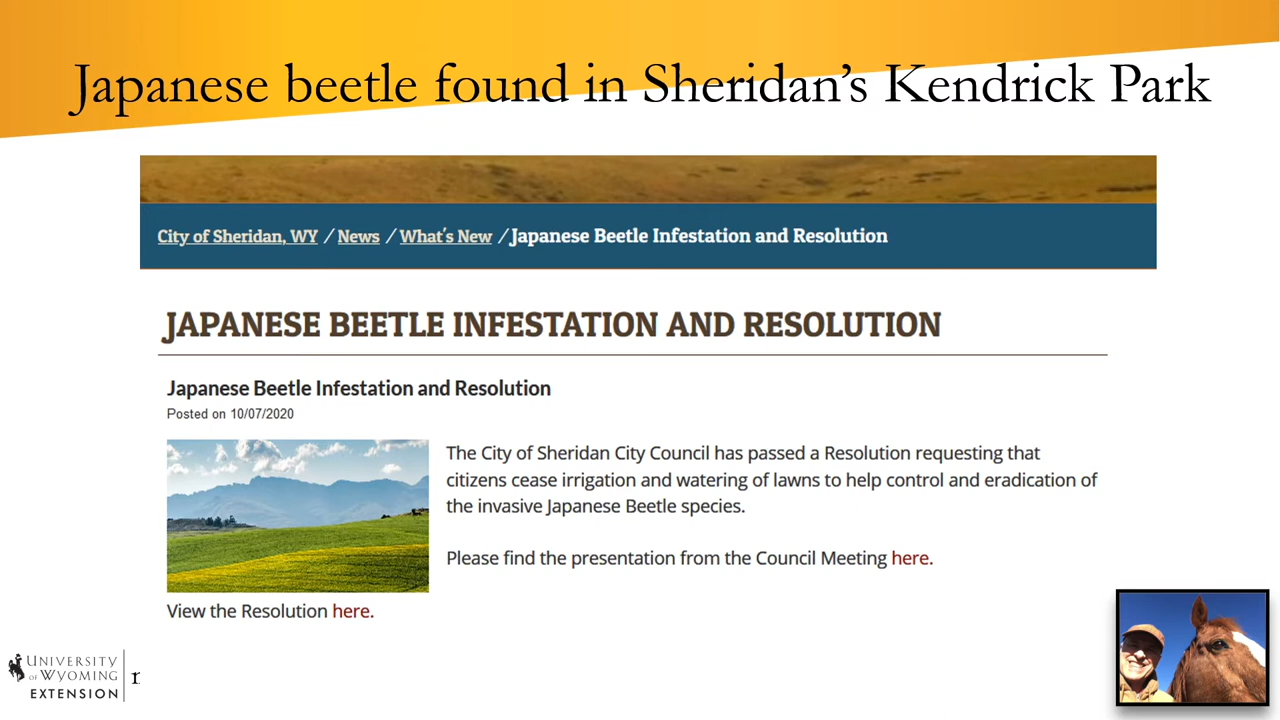 Japanese beetle found in Sheridan's Kendrick Park
City of Sheridan, WY / News / What's New / Japanese Beetle Infestation and Resolution
JAPANESE BEETLE INFESTATION AND RESOLUTION
Japanese Beetle Infestation and Resolution
Posted on 10/07/2020
The City of Sheridan City Council has passed a Resolution requesting that
citizens cease irrigation and watering of lawns to help control and eradication of
the invasive Japanese Beetle species.
Please find the presentation from the Council Meeting here.
View the Resolution here.
UNIVERSITY
OF WYOMING
EXTENSION
r